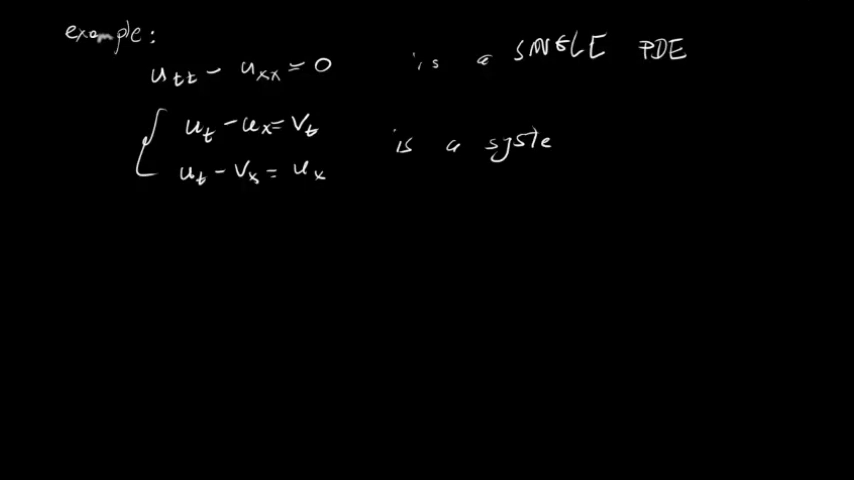 example:
u_tt - u_xx = 0 is a SINGLE PDE
{ u_t - u_x = v_t is a syste
u_t - v_x = u_x